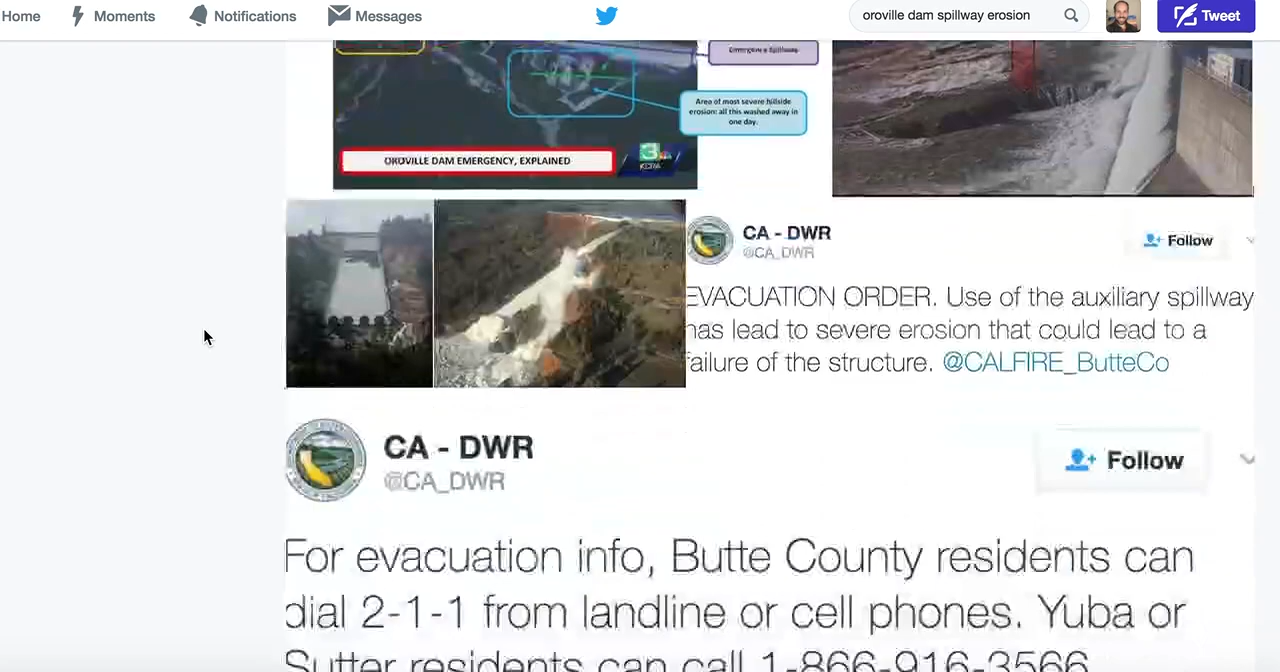 Home
Moments
Notifications
Messages
oroville dam spillway erosion
Tweet
Emergency Spillway
Area of most severe hillside
erosion: all this washed away in
one day.
OROVILLE DAM EMERGENCY, EXPLAINED
3
KCRA
CA - DWR
@CA_DWR
Follow
EVACUATION ORDER. Use of the auxiliary spillway
has lead to severe erosion that could lead to a
failure of the structure. @CALFIRE_ButteCo
CA - DWR
@CA_DWR
Follow
For evacuation info, Butte County residents can
dial 2-1-1 from landline or cell phones. Yuba or
Sutter residents can call 1-866-916-3566